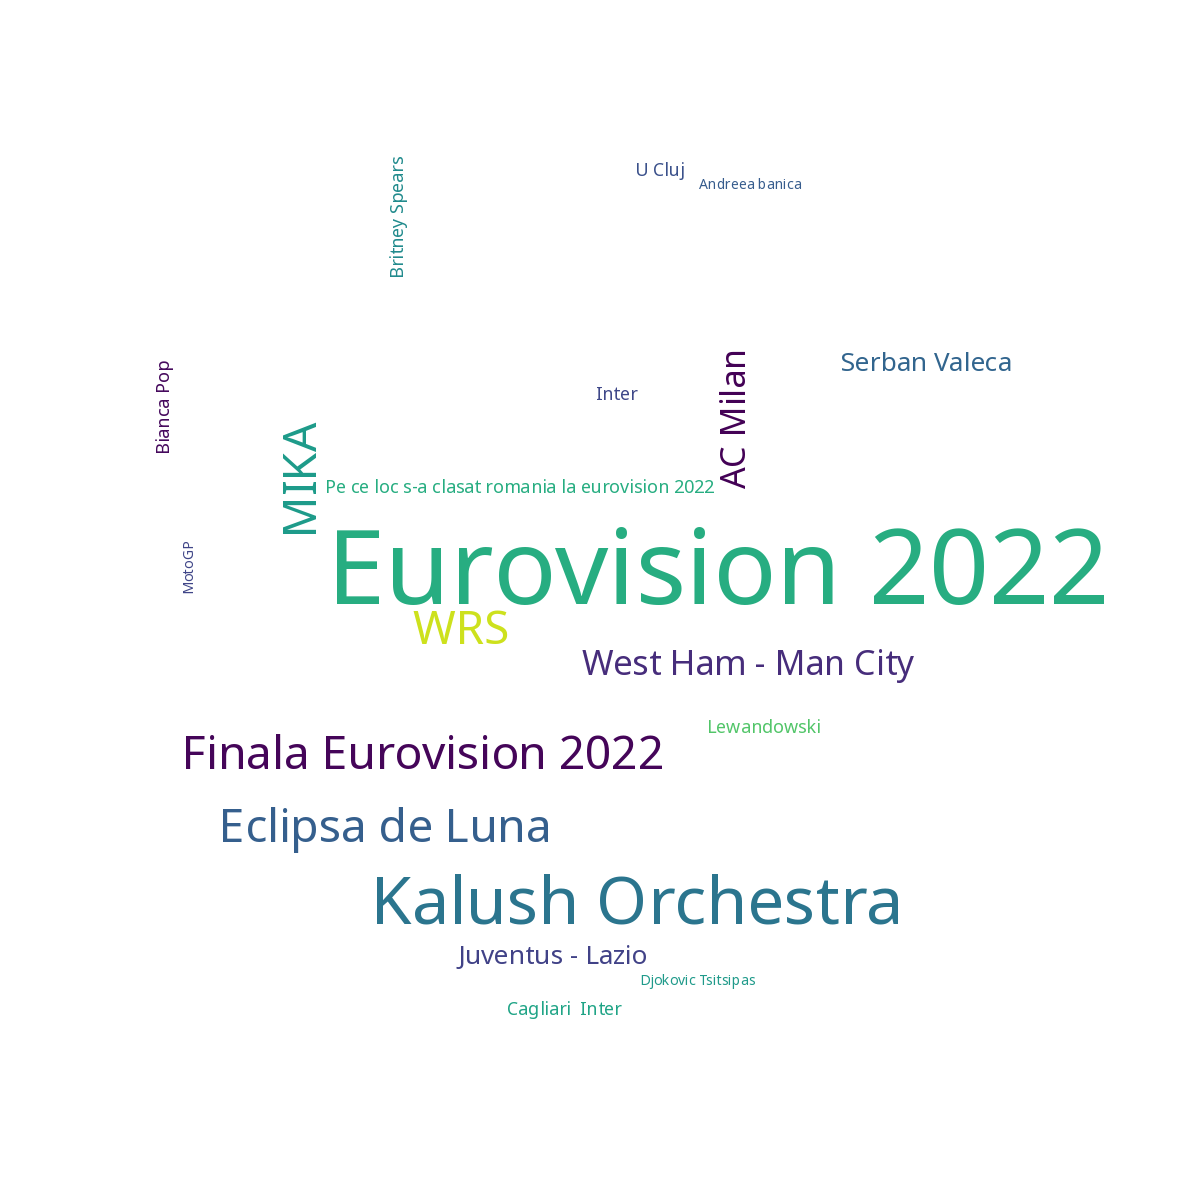 Britney Spears
U Cluj
Andreea banica
Bianca Pop
Serban Valeca
AC Milan
Inter
MIKA
Pe ce loc s-a clasat romania la eurovision 2022
MotoGP
Eurovision 2022
WRS
West Ham - Man City
Lewandowski
Finala Eurovision 2022
Eclipsa de Luna
Kalush Orchestra
Juventus - Lazio
Djokovic Tsitsipas
Cagliari  Inter